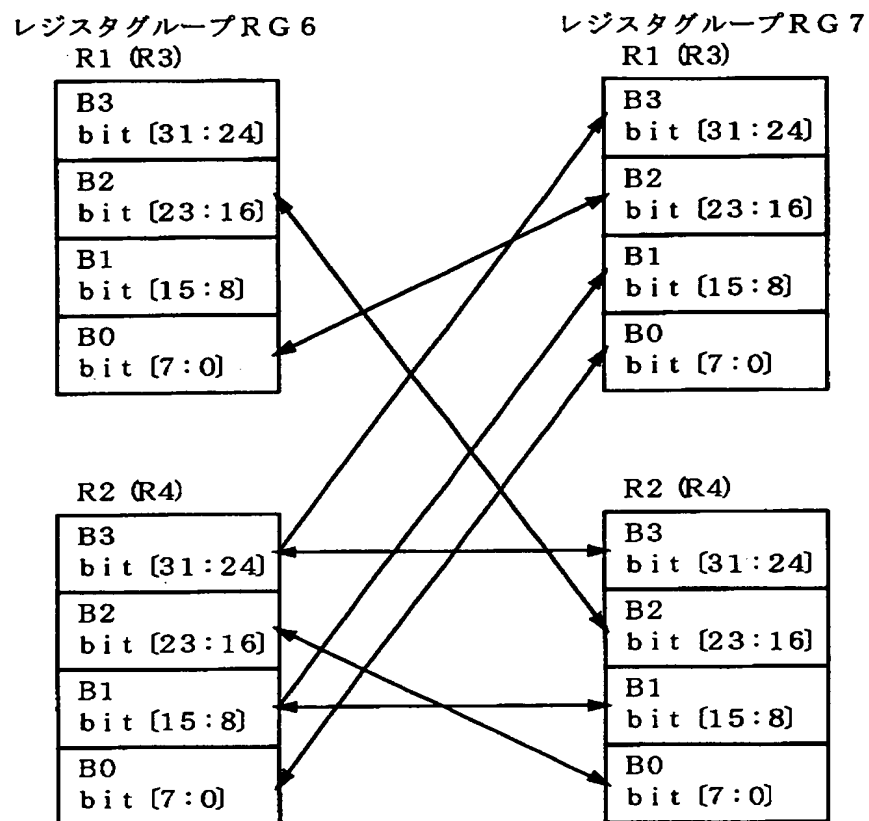 レジスタグループRG6
R1 (R3)
B3
bit [31:24]
B2
bit [23:16]
B1
bit [15:8]
B0
bit [7:0]
R2 (R4)
B3
bit [31:24]
B2
bit [23:16]
B1
bit [15:8]
B0
bit [7:0]
レジスタグループRG7
R1 (R3)
B3
bit [31:24]
B2
bit [23:16]
B1
bit [15:8]
B0
bit [7:0]
R2 (R4)
B3
bit [31:24]
B2
bit [23:16]
B1
bit [15:8]
B0
bit [7:0]